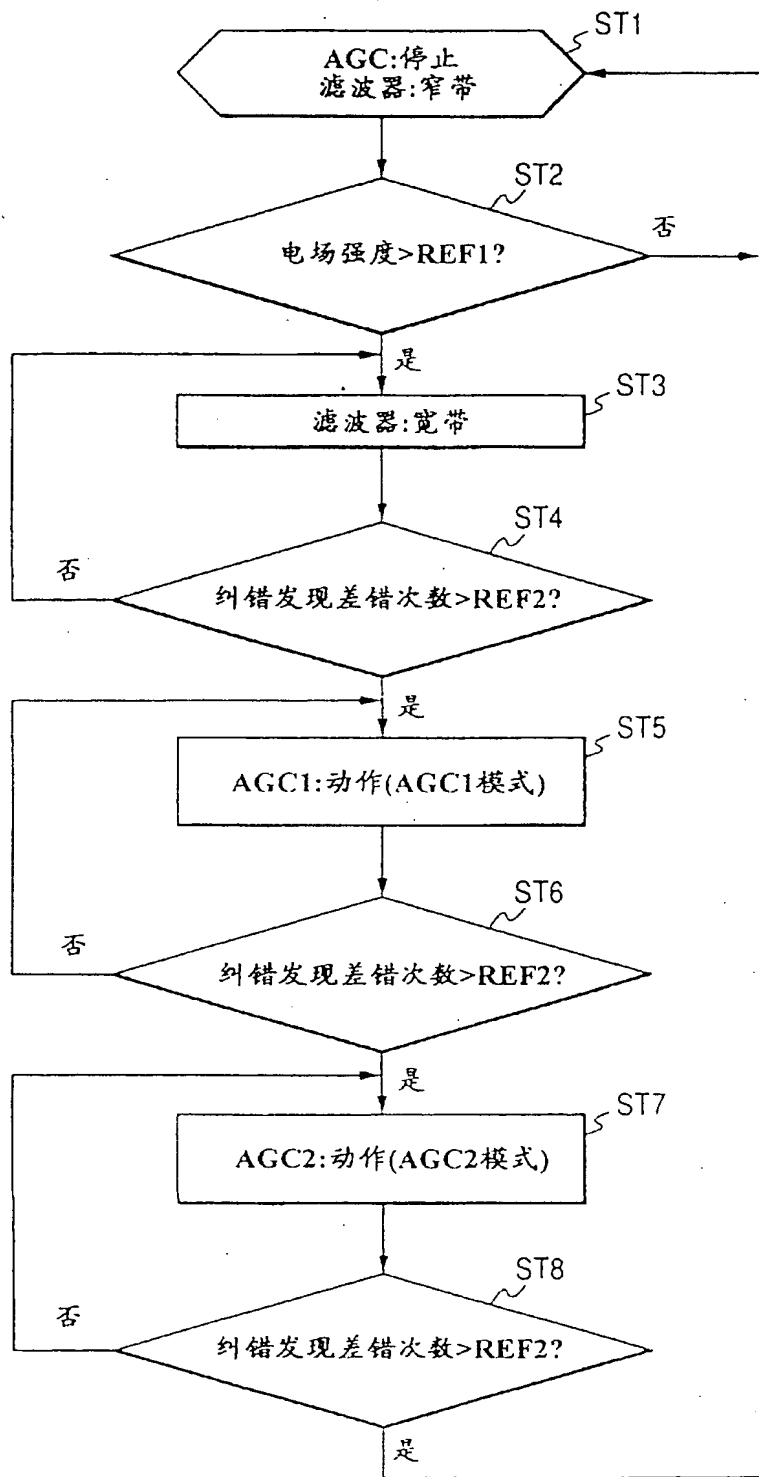 ST1
AGC:停止
滤波器:窄带
ST2
电场强度>REF1?
否
是
ST3
滤波器:宽带
ST4
纠错发现差错次数>REF2?
否
是
ST5
AGC1:动作(AGC1模式)
ST6
纠错发现差错次数>REF2?
否
是
ST7
AGC2:动作(AGC2模式)
ST8
纠错发现差错次数>REF2?
否
是